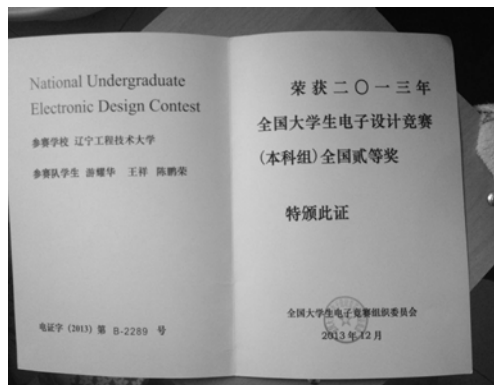 National Undergraduate
Electronic Design Contest
参赛学校 辽宁工程技术大学
参赛队学生 游耀华 王祥 陈鹏荣
电证字（2013）第 B-2289 号
荣获二〇一三年
全国大学生电子设计竞赛
(本科组)全国贰等奖
特颁此证
全国大学生电子竞赛组织委员会
2013年12月